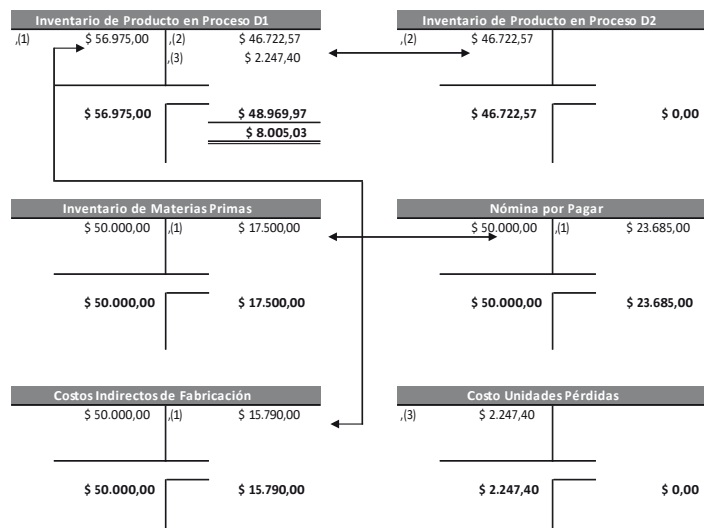 Inventario de Producto en Proceso D1
,(1) $ 56.975,00 ,(2) $ 46.722,57
,(3) $ 2.247,40
$ 56.975,00 $ 48.969,97
$ 8.005,03
Inventario de Producto en Proceso D2
,(2) $ 46.722,57
$ 46.722,57 $ 0,00
Inventario de Materias Primas
$ 50.000,00 ,(1) $ 17.500,00
$ 50.000,00 $ 17.500,00
Nómina por Pagar
$ 50.000,00 ,(1) $ 23.685,00
$ 50.000,00 $ 23.685,00
Costos Indirectos de Fabricación
$ 50.000,00 ,(1) $ 15.790,00
$ 50.000,00 $ 15.790,00
Costo Unidades Pérdidas
,(3) $ 2.247,40
$ 2.247,40 $ 0,00